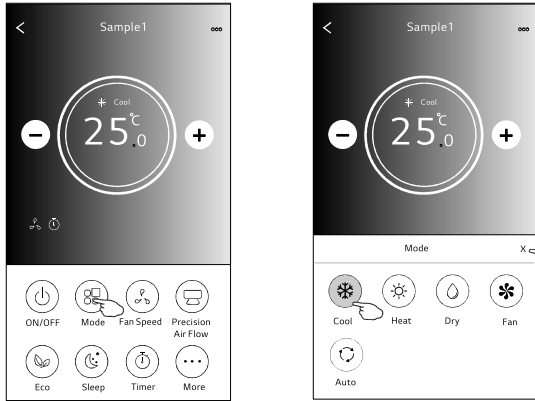 Sample1
Cool
25.0°C
ON/OFF Mode Fan Speed Precision Air Flow
Eco Sleep Timer More
Sample1
Cool
25.0°C
Mode X
Cool Heat Dry Fan
Auto